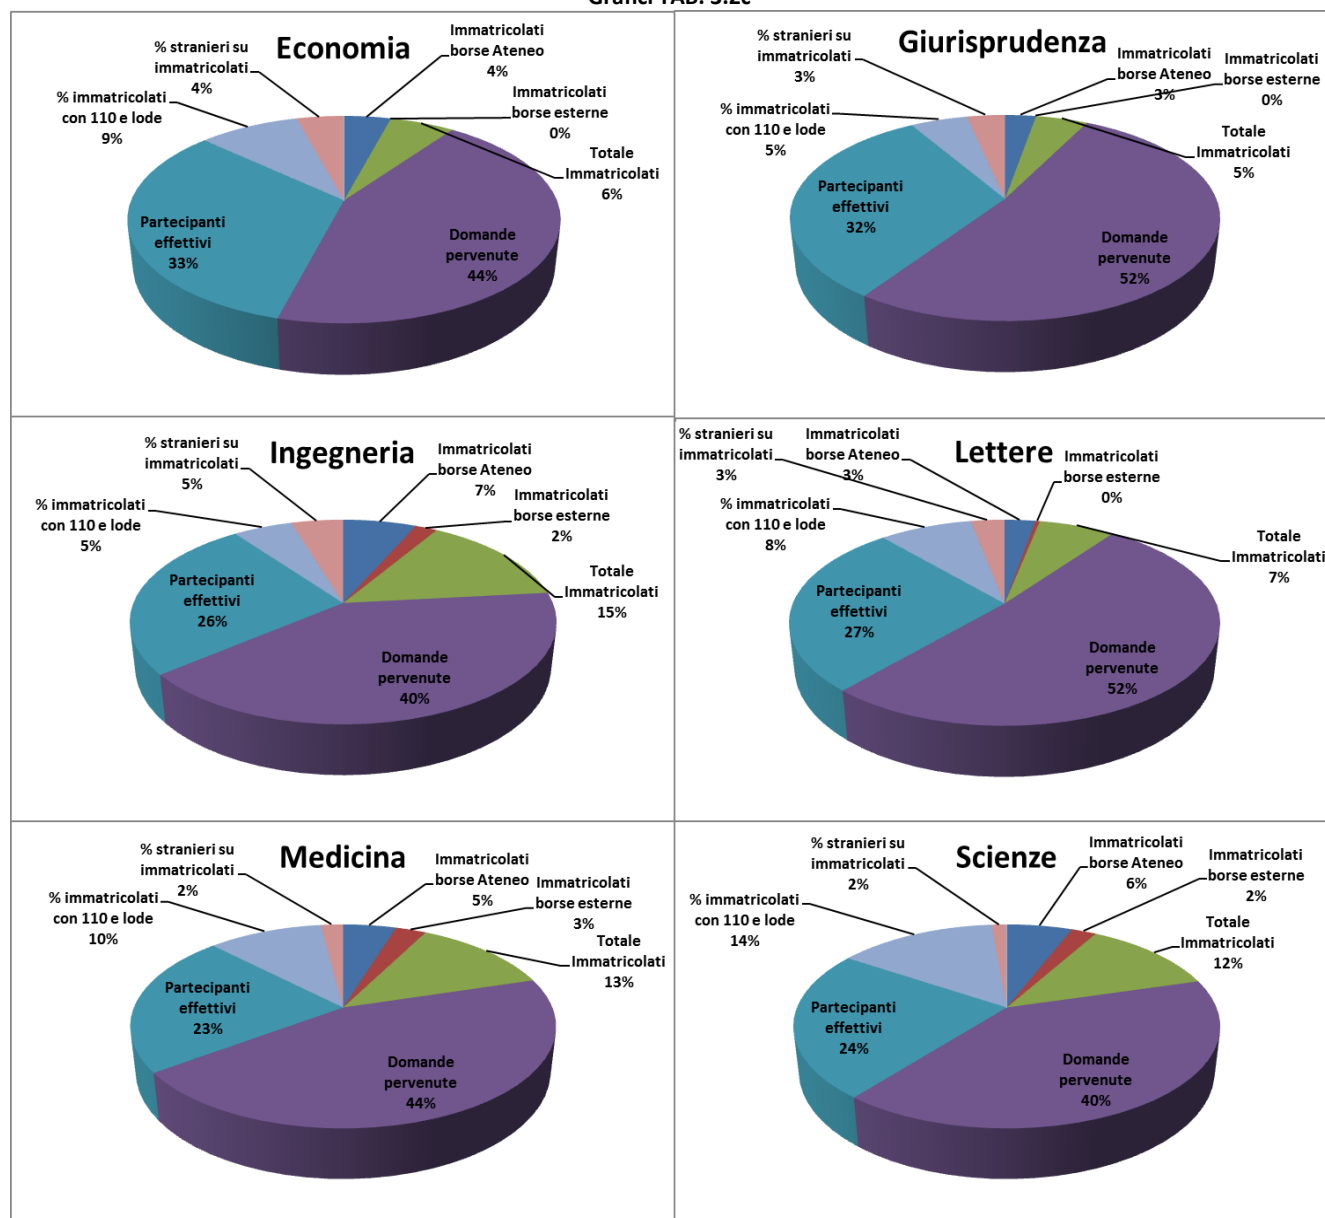 Grafici TAB. 3.2c
Economia
% stranieri su
immatricolati
4%
Immatricolati
borse Ateneo
4%
% immatricolati
con 110 e lode
9%
Immatricolati
borse esterne
0%
Totale
Immatricolati
6%
Partecipanti
effettivi
33%
Domande
pervenute
44%
Giurisprudenza
% stranieri su
immatricolati
3%
Immatricolati
borse Ateneo
3%
Immatricolati
borse esterne
0%
% immatricolati
con 110 e lode
5%
Totale
Immatricolati
5%
Partecipanti
effettivi
32%
Domande
pervenute
52%
Ingegneria
% stranieri su
immatricolati
5%
Immatricolati
borse Ateneo
7%
% immatricolati
con 110 e lode
5%
Immatricolati
borse esterne
2%
Totale
Immatricolati
15%
Partecipanti
effettivi
26%
Domande
pervenute
40%
Lettere
% stranieri su
immatricolati
3%
Immatricolati
borse Ateneo
3%
Immatricolati
borse esterne
0%
% immatricolati
con 110 e lode
8%
Totale
Immatricolati
7%
Partecipanti
effettivi
27%
Domande
pervenute
52%
Medicina
% stranieri su
immatricolati
2%
Immatricolati
borse Ateneo
5%
% immatricolati
con 110 e lode
10%
Immatricolati
borse esterne
3%
Totale
Immatricolati
13%
Partecipanti
effettivi
23%
Domande
pervenute
44%
Scienze
% stranieri su
immatricolati
2%
Immatricolati
borse Ateneo
6%
Immatricolati
borse esterne
2%
% immatricolati
con 110 e lode
14%
Totale
Immatricolati
12%
Partecipanti
effettivi
24%
Domande
pervenute
40%